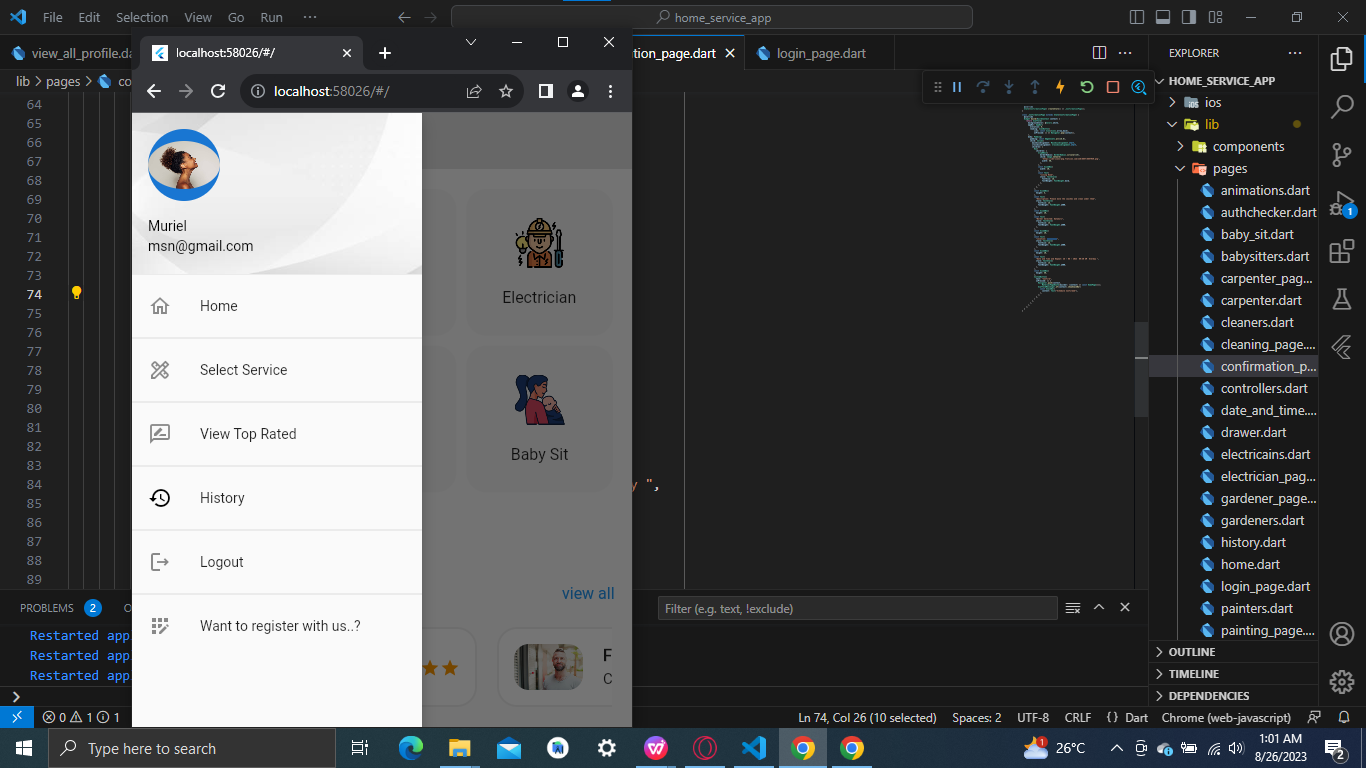 File Edit Selection View Go Run ··· home_service_app
view_all_profile.da
login_da
tion_page.dart
login_page.dart
lib > pages > co
localhost:58026/#/
localhost:58026/#/
64
65
66
67
68
69
70
71
72
73
74
75
76
77
78
79
80
81
82
83
84
85
86
87
88
89
Muriel
msn@gmail.com
Home
Select Service
View Top Rated
History
Logout
Want to register with us..?
Electrician
Baby Sit
y ",
view all
F
C
EXPLORER
HOME_SERVICE_APP
ios
lib
components
pages
animations.dart
authchecker.dart
baby_sit.dart
babysitters.dart
carpenter_pag...
carpenter.dart
cleaners.dart
cleaning_page....
confirmation_p...
controllers.dart
date_and_time....
drawer.dart
electricains.dart
electrician_pag...
gardener_page...
gardeners.dart
history.dart
home.dart
login_page.dart
painters.dart
painting_page....
OUTLINE
TIMELINE
DEPENDENCIES
1
PROBLEMS 2 O
Filter (e.g. text, !exclude)
Restarted app
Restarted app
Restarted app
0 1 1
Ln 74, Col 26 (10 selected) Spaces: 2 UTF-8 CRLF {} Dart Chrome (web-javascript)
Type here to search
1
26°C
1:01 AM
8/26/2023
2